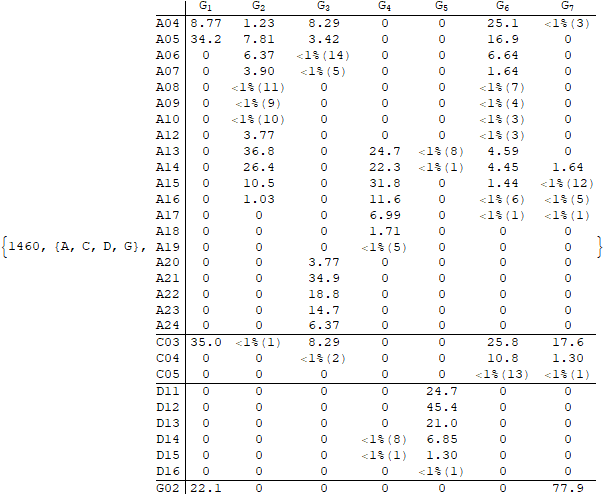 G₁ G₂ G₃ G₄ G₅ G₆ G₇
A04 8.77 1.23 8.29 0 0 25.1 <1%(3)
A05 34.2 7.81 3.42 0 0 16.9 0
A06 0 6.37 <1%(14) 0 0 6.64 0
A07 0 3.90 <1%(5) 0 0 1.64 0
A08 0 <1%(11) 0 0 0 <1%(7) 0
A09 0 <1%(9) 0 0 0 <1%(4) 0
A10 0 <1%(10) 0 0 0 <1%(3) 0
A12 0 3.77 0 0 0 <1%(3) 0
A13 0 36.8 0 24.7 <1%(8) 4.59 0
A14 0 26.4 0 22.3 <1%(1) 4.45 1.64
A15 0 10.5 0 31.8 0 1.44 <1%(12)
A16 0 1.03 0 11.6 0 <1%(6) <1%(5)
A17 0 0 0 6.99 0 <1%(1) <1%(1)
A18 0 0 0 1.71 0 0 0
{1460, {A, C, D, G}, A19 0 0 0 <1%(5) 0 0 0 }
A20 0 0 3.77 0 0 0 0
A21 0 0 34.9 0 0 0 0
A22 0 0 18.8 0 0 0 0
A23 0 0 14.7 0 0 0 0
A24 0 0 6.37 0 0 0 0
C03 35.0 <1%(1) 8.29 0 0 25.8 17.6
C04 0 0 <1%(2) 0 0 10.8 1.30
C05 0 0 0 0 0 <1%(13) <1%(1)
D11 0 0 0 0 24.7 0 0
D12 0 0 0 0 45.4 0 0
D13 0 0 0 0 21.0 0 0
D14 0 0 0 <1%(8) 6.85 0 0
D15 0 0 0 <1%(1) 1.30 0 0
D16 0 0 0 0 <1%(1) 0 0
G02 22.1 0 0 0 0 0 77.9